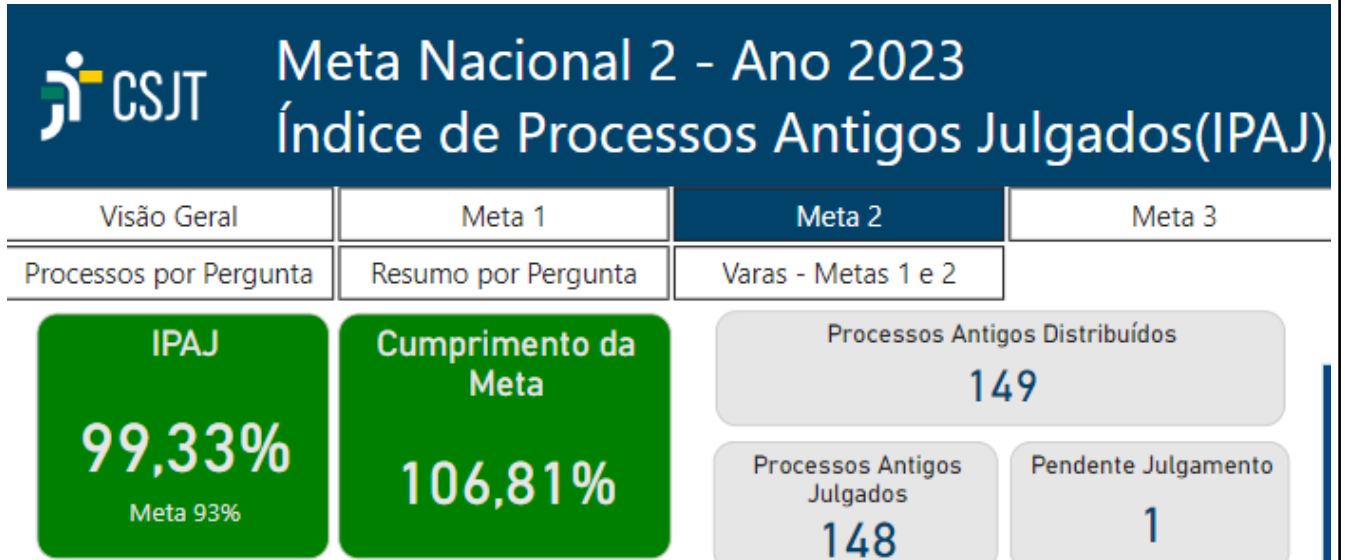 CSJT
Meta Nacional 2 - Ano 2023
Índice de Processos Antigos Julgados(IPAJ)
Visão Geral
Meta 1
Meta 2
Meta 3
Processos por Pergunta
Resumo por Pergunta
Varas - Metas 1 e 2
IPAJ
99,33%
Meta 93%
Cumprimento da
Meta
106,81%
Processos Antigos Distribuídos
149
Processos Antigos
Julgados
148
Pendente Julgamento
1